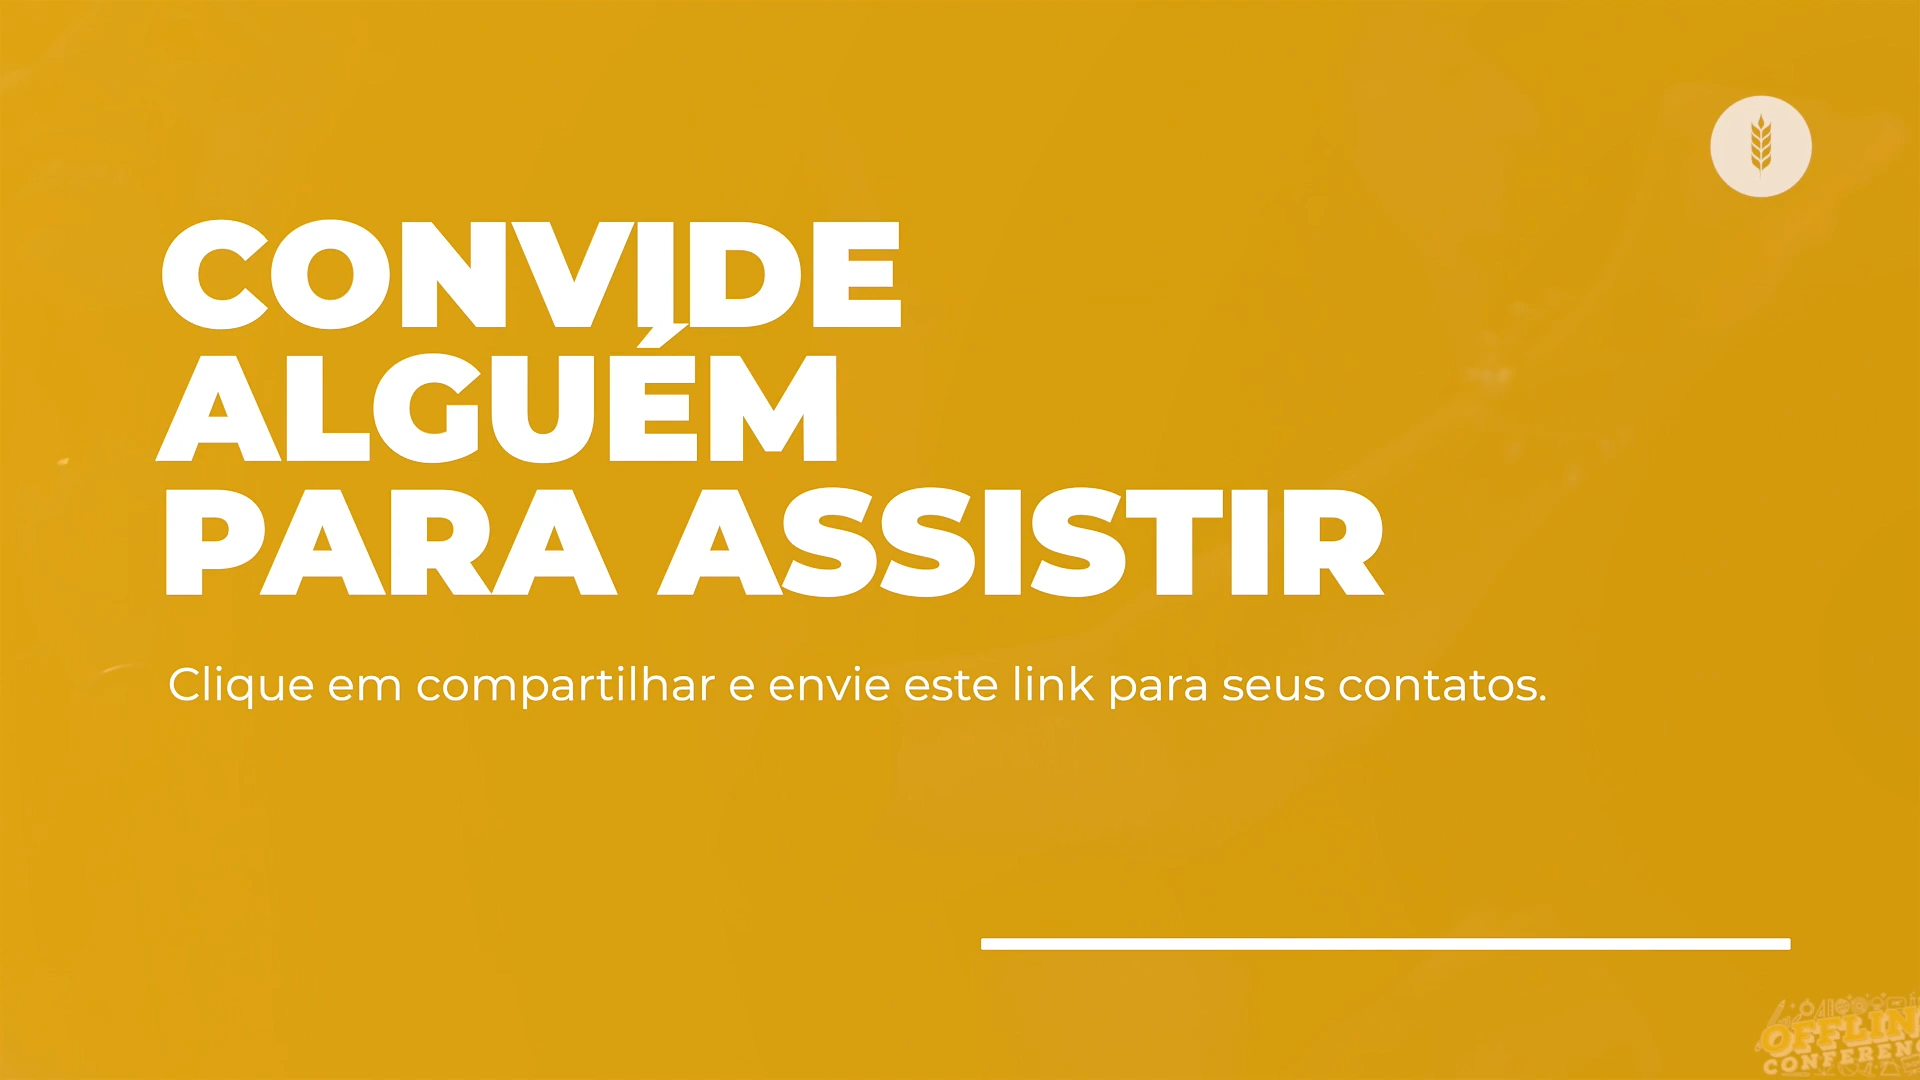 CONVIDE
ALGUÉM
PARA ASSISTIR
Clique em compartilhar e envie este link para seus contatos.